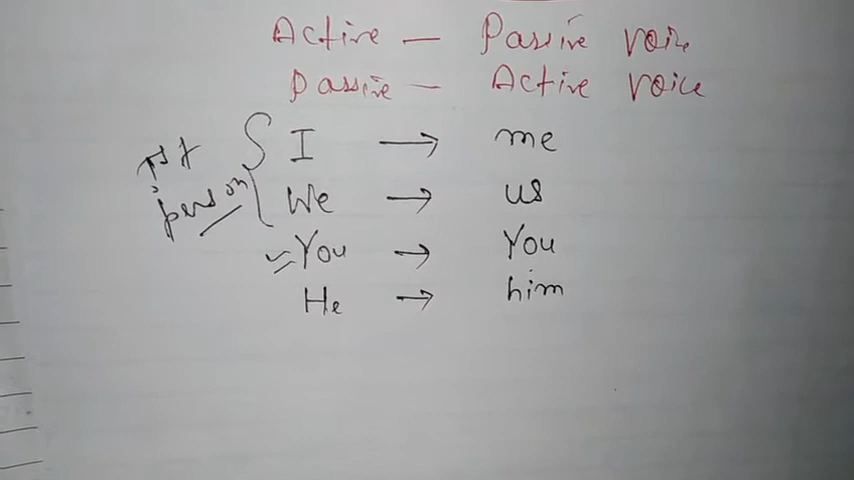 Active — Passive voice
Passive — Active voice
1st person
I → me
We → us
You → You
He → him